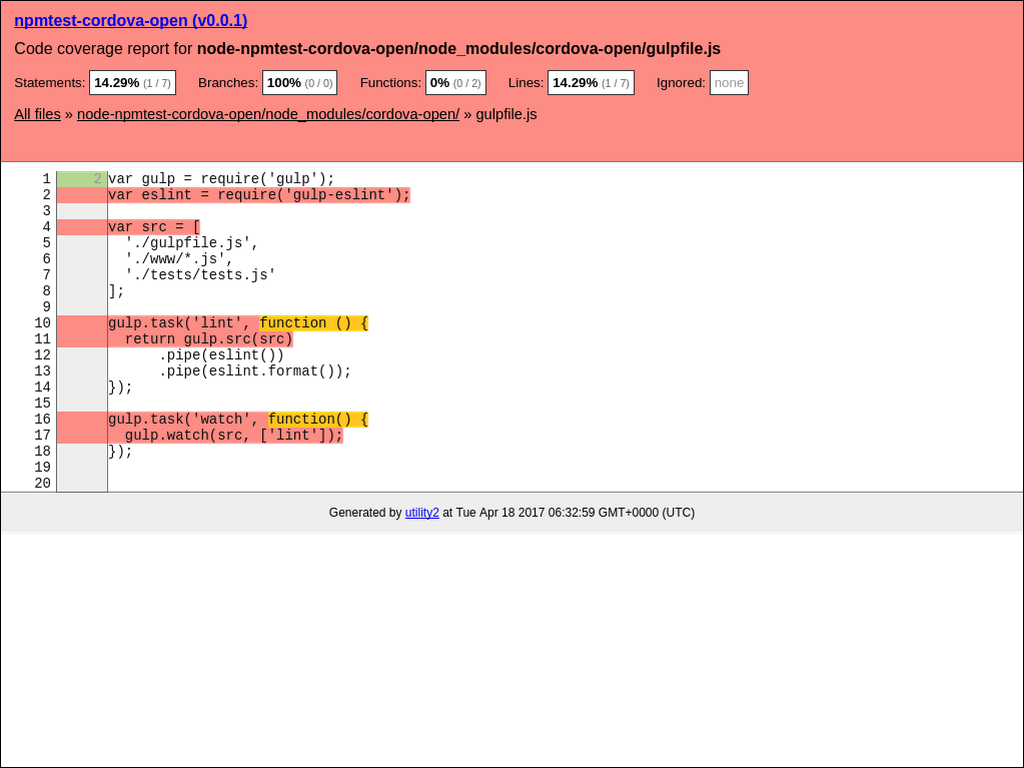 npmtest-cordova-open (v0.0.1)
Code coverage report for node-npmtest-cordova-open/node_modules/cordova-open/gulpfile.js
Statements: 14.29% (1 / 7) Branches: 100% (0 / 0) Functions: 0% (0 / 2) Lines: 14.29% (1 / 7) Ignored: none
All files » node-npmtest-cordova-open/node_modules/cordova-open/ » gulpfile.js
1 2 var gulp = require('gulp');
2 var eslint = require('gulp-eslint');
3
4 var src = [
5   './gulpfile.js',
6   './www/*.js',
7   './tests/tests.js'
8 ];
9
10 gulp.task('lint', function () {
11   return gulp.src(src)
12       .pipe(eslint())
13       .pipe(eslint.format());
14 });
15
16 gulp.task('watch', function() {
17   gulp.watch(src, ['lint']);
18 });
19
20
Generated by utility2 at Tue Apr 18 2017 06:32:59 GMT+0000 (UTC)